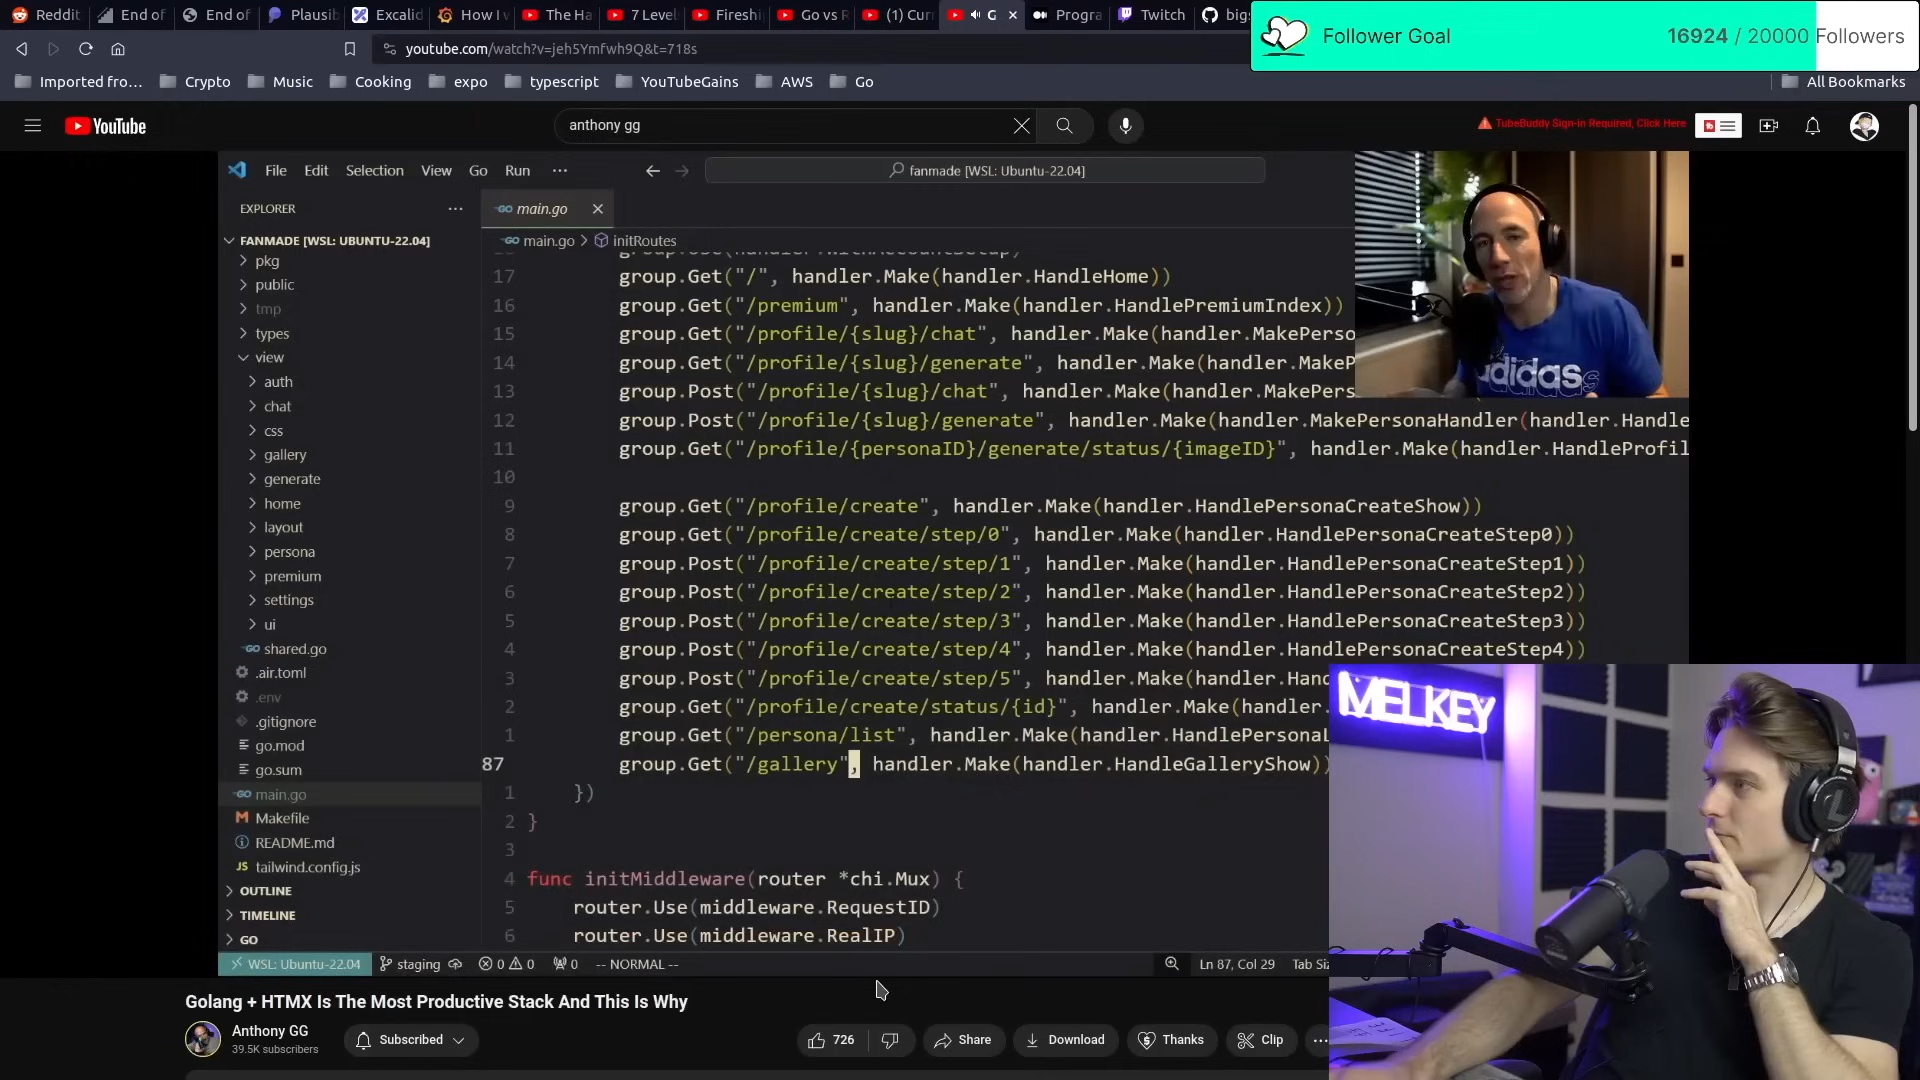 Reddit
End of
End of
Plausib
Excalid
How I v
The Ha
7 Level
Fireshi
Go vs R
(1) Cur
G
Progra
Twitch
bigs
Follower Goal
16924 / 20000 Followers
youtube.com/watch?v=jeh5Ymfwh9Q&t=718s
Imported fro...
Crypto
Music
Cooking
expo
typescript
YouTubeGains
AWS
Go
All Bookmarks
YouTube
anthony gg
TubeBuddy Sign-in Required, Click Here
File Edit Selection View Go Run ...
fanmade [WSL: Ubuntu-22.04]
EXPLORER
main.go
FANMADE [WSL: UBUNTU-22.04]
main.go > initRoutes
pkg
public
tmp
types
view
auth
chat
css
gallery
generate
home
layout
persona
premium
settings
ui
shared.go
.air.toml
.env
.gitignore
go.mod
go.sum
main.go
Makefile
README.md
tailwind.config.js
OUTLINE
TIMELINE
GO
17 group.Get("/", handler.Make(handler.HandleHome))
16 group.Get("/premium", handler.Make(handler.HandlePremiumIndex))
15 group.Get("/profile/{slug}/chat", handler.Make(handler.MakePerso
14 group.Get("/profile/{slug}/generate", handler.Make(handler.MakeP
13 group.Post("/profile/{slug}/chat", handler.Make(handler.MakePers
12 group.Post("/profile/{slug}/generate", handler.Make(handler.MakePersonaHandler(handler.Handle
11 group.Get("/profile/{personaID}/generate/status/{imageID}", handler.Make(handler.HandleProfil
10
9 group.Get("/profile/create", handler.Make(handler.HandlePersonaCreateShow))
8 group.Get("/profile/create/step/0", handler.Make(handler.HandlePersonaCreateStep0))
7 group.Post("/profile/create/step/1", handler.Make(handler.HandlePersonaCreateStep1))
6 group.Post("/profile/create/step/2", handler.Make(handler.HandlePersonaCreateStep2))
5 group.Post("/profile/create/step/3", handler.Make(handler.HandlePersonaCreateStep3))
4 group.Post("/profile/create/step/4", handler.Make(handler.HandlePersonaCreateStep4))
3 group.Post("/profile/create/step/5", handler.Make(handler.Hand
2 group.Get("/profile/create/status/{id}", handler.Make(handler.
1 group.Get("/persona/list", handler.Make(handler.HandlePersonaL
87 group.Get("/gallery", handler.Make(handler.HandleGalleryShow))
1 })
2 }
3
4 func initMiddleware(router *chi.Mux) {
5 router.Use(middleware.RequestID)
6 router.Use(middleware.RealIP)
adidas
MELKEY
WSL: Ubuntu-22.04 staging 0 0 0 -- NORMAL -- Ln 87, Col 29 Tab Siz
Golang + HTMX Is The Most Productive Stack And This Is Why
Anthony GG
39.5K subscribers
Subscribed
726
Share
Download
Thanks
Clip
...